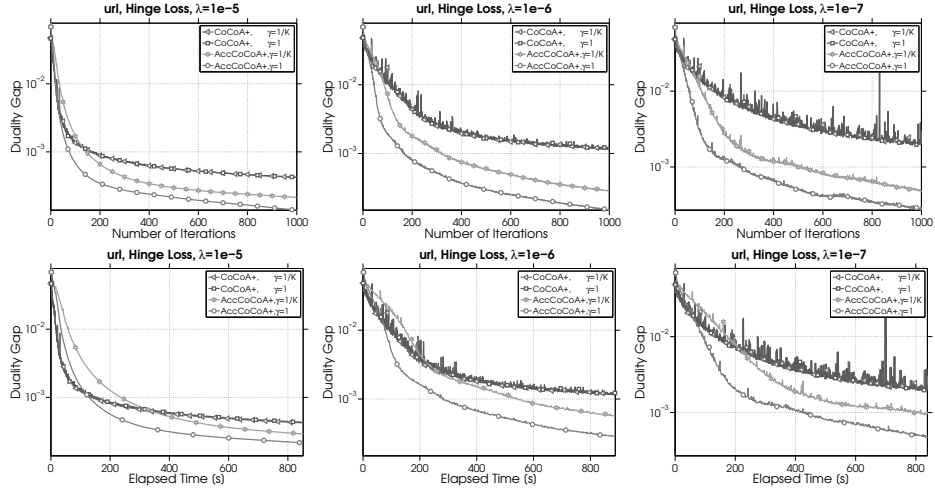 url, Hinge Loss, λ=1e−5
Duality Gap
10−2
10−3
CoCoA+, γ=1/K
CoCoA+, γ=1
AccCoCoA+,γ=1/K
AccCoCoA+,γ=1
0 200 400 600 800 1000
Number of Iterations
url, Hinge Loss, λ=1e−6
Duality Gap
10−2
10−3
CoCoA+, γ=1/K
CoCoA+, γ=1
AccCoCoA+,γ=1/K
AccCoCoA+,γ=1
0 200 400 600 800 1000
Number of Iterations
url, Hinge Loss, λ=1e−7
Duality Gap
10−2
10−3
CoCoA+, γ=1/K
CoCoA+, γ=1
AccCoCoA+,γ=1/K
AccCoCoA+,γ=1
0 200 400 600 800 1000
Number of Iterations
url, Hinge Loss, λ=1e−5
Duality Gap
10−2
10−3
CoCoA+, γ=1/K
CoCoA+, γ=1
AccCoCoA+,γ=1/K
AccCoCoA+,γ=1
0 200 400 600 800
Elapsed Time [s]
url, Hinge Loss, λ=1e−6
Duality Gap
10−2
10−3
CoCoA+, γ=1/K
CoCoA+, γ=1
AccCoCoA+,γ=1/K
AccCoCoA+,γ=1
0 200 400 600 800
Elapsed Time [s]
url, Hinge Loss, λ=1e−7
Duality Gap
10−2
10−3
CoCoA+, γ=1/K
CoCoA+, γ=1
AccCoCoA+,γ=1/K
AccCoCoA+,γ=1
0 200 400 600 800
Elapsed Time [s]